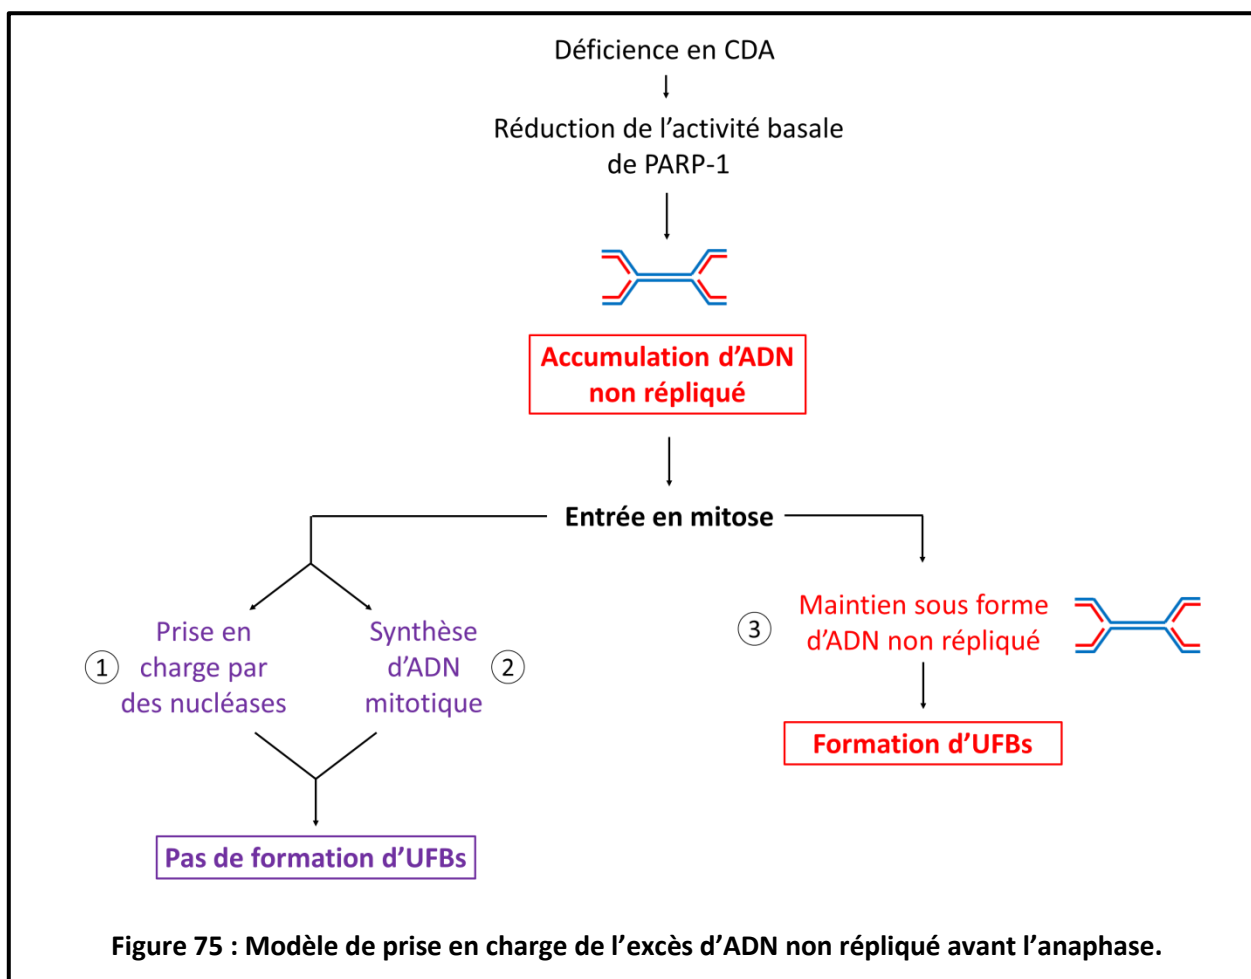 Déficience en CDA
Réduction de l'activité basale
de PARP-1
Accumulation d'ADN
non répliqué
Entrée en mitose
1
Prise en
charge par
des nucléases
Synthèse
d'ADN
mitotique
2
3
Maintien sous forme
d'ADN non répliqué
Formation d'UFBs
Pas de formation d'UFBs
Figure 75 : Modèle de prise en charge de l'excès d'ADN non répliqué avant l'anaphase.